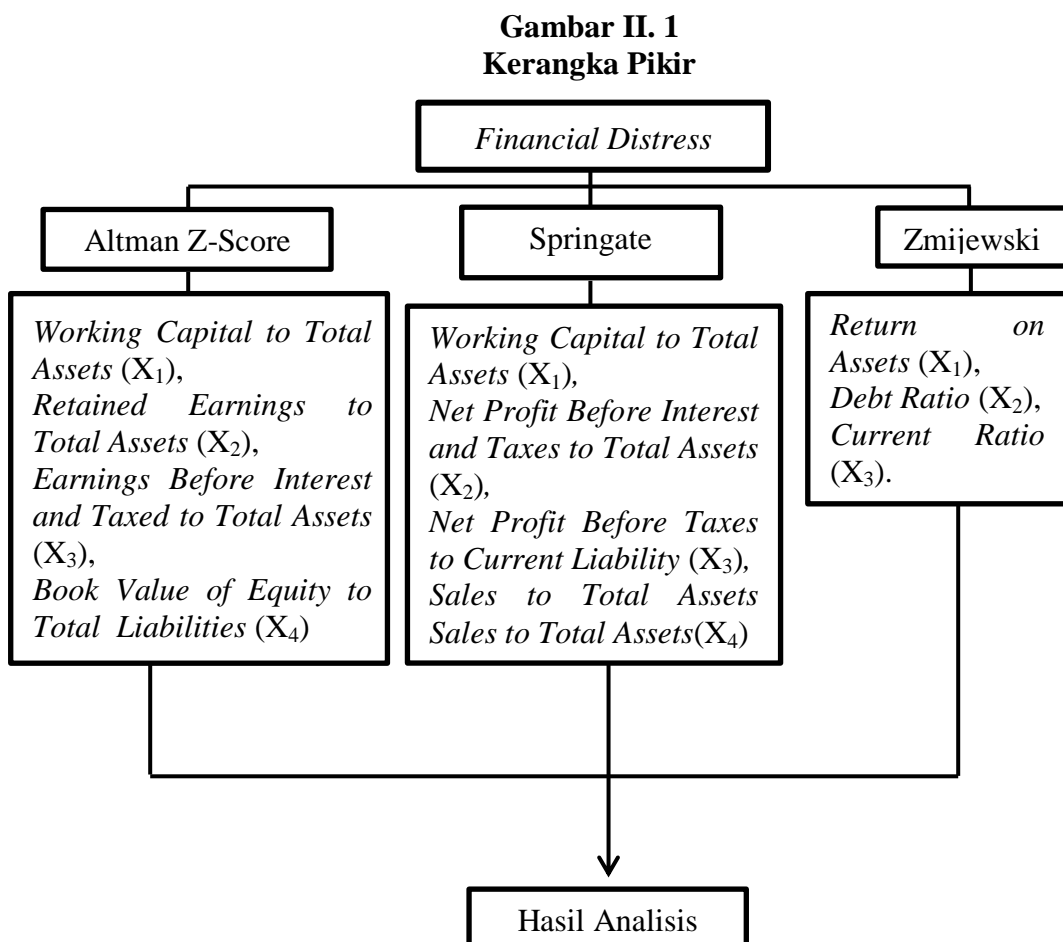 Gambar II. 1
Kerangka Pikir
Financial Distress
Altman Z-Score
Springate
Zmijewski
Working Capital to Total
Assets (X₁),
Retained Earnings to
Total Assets (X₂),
Earnings Before Interest
and Taxed to Total Assets
(X₃),
Book Value of Equity to
Total Liabilities (X₄)
Working Capital to Total
Assets (X₁),
Net Profit Before Interest
and Taxes to Total Assets
(X₂),
Net Profit Before Taxes
to Current Liability (X₃),
Sales to Total Assets
Sales to Total Assets(X₄)
Return on
Assets (X₁),
Debt Ratio (X₂),
Current Ratio
(X₃).
Hasil Analisis